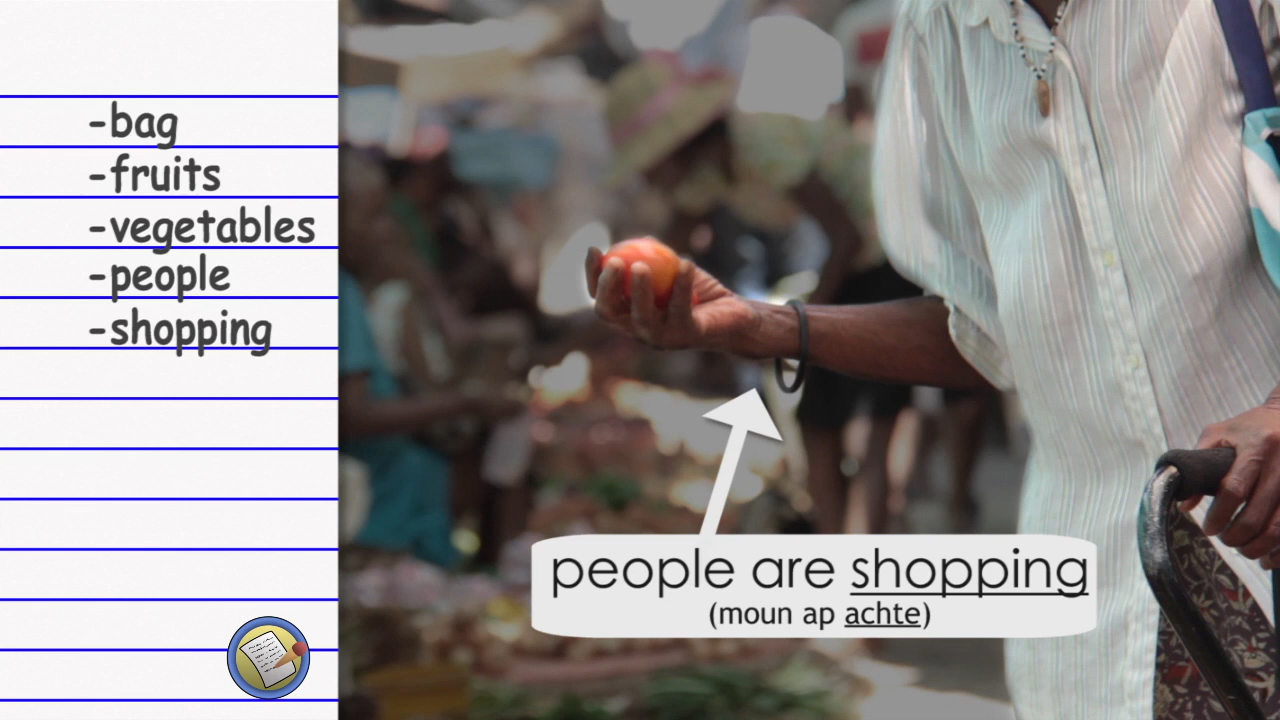 -bag
-fruits
-vegetables
-people
-shopping
people are shopping
(moun ap achte)